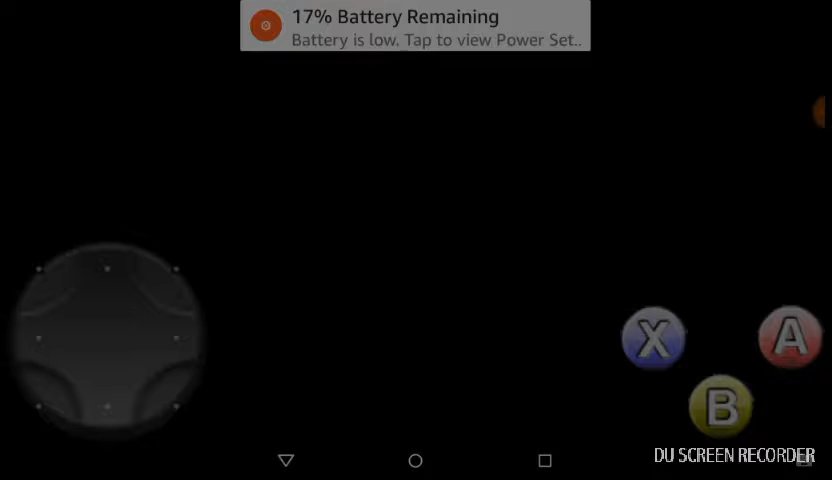 17% Battery Remaining
Battery is low. Tap to view Power Set..
X
A
B
DU SCREEN RECORDER